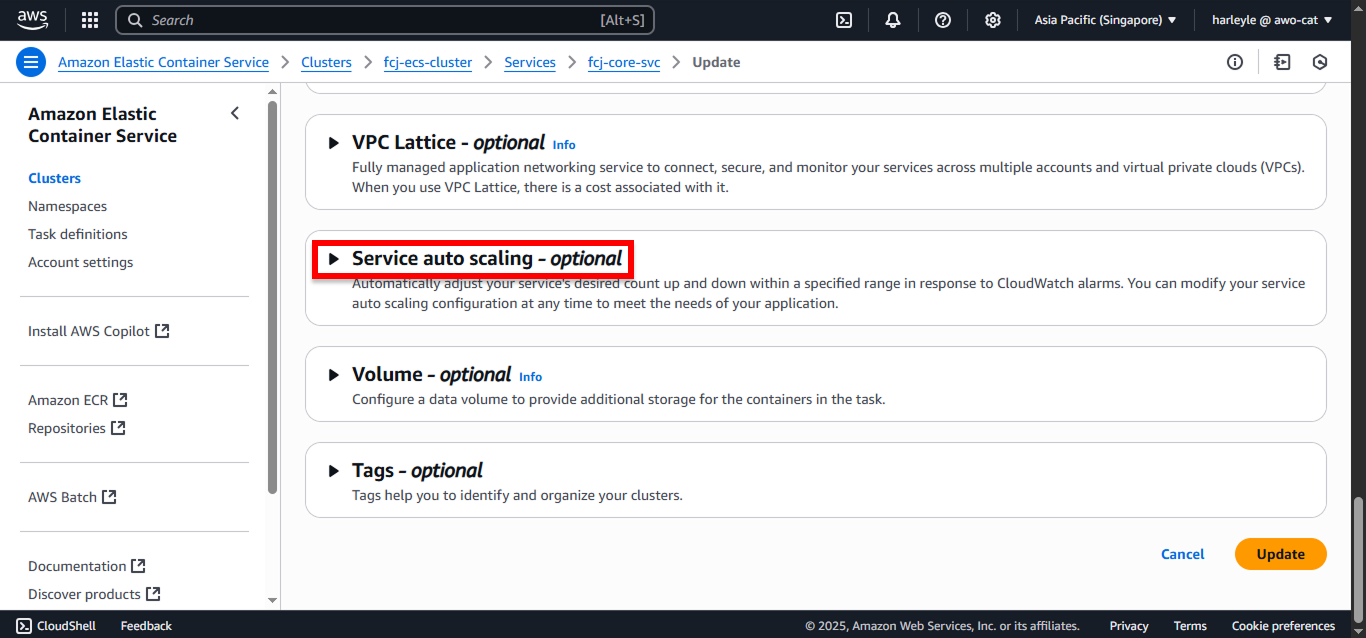 aws
Search
[Alt+S]
Asia Pacific (Singapore)
harleyle @ awo-cat
Amazon Elastic Container Service
Clusters
fcj-ecs-cluster
Services
fcj-core-svc
Update
Amazon Elastic
Container Service
Clusters
Namespaces
Task definitions
Account settings
Install AWS Copilot
Amazon ECR
Repositories
AWS Batch
Documentation
Discover products
VPC Lattice - optional Info
Fully managed application networking service to connect, secure, and monitor your services across multiple accounts and virtual private clouds (VPCs).
When you use VPC Lattice, there is a cost associated with it.
Service auto scaling - optional
Automatically adjust your service's desired count up and down within a specified range in response to CloudWatch alarms. You can modify your service
auto scaling configuration at any time to meet the needs of your application.
Volume - optional Info
Configure a data volume to provide additional storage for the containers in the task.
Tags - optional
Tags help you to identify and organize your clusters.
Cancel
Update
CloudShell
Feedback
© 2025, Amazon Web Services, Inc. or its affiliates.
Privacy
Terms
Cookie preferences